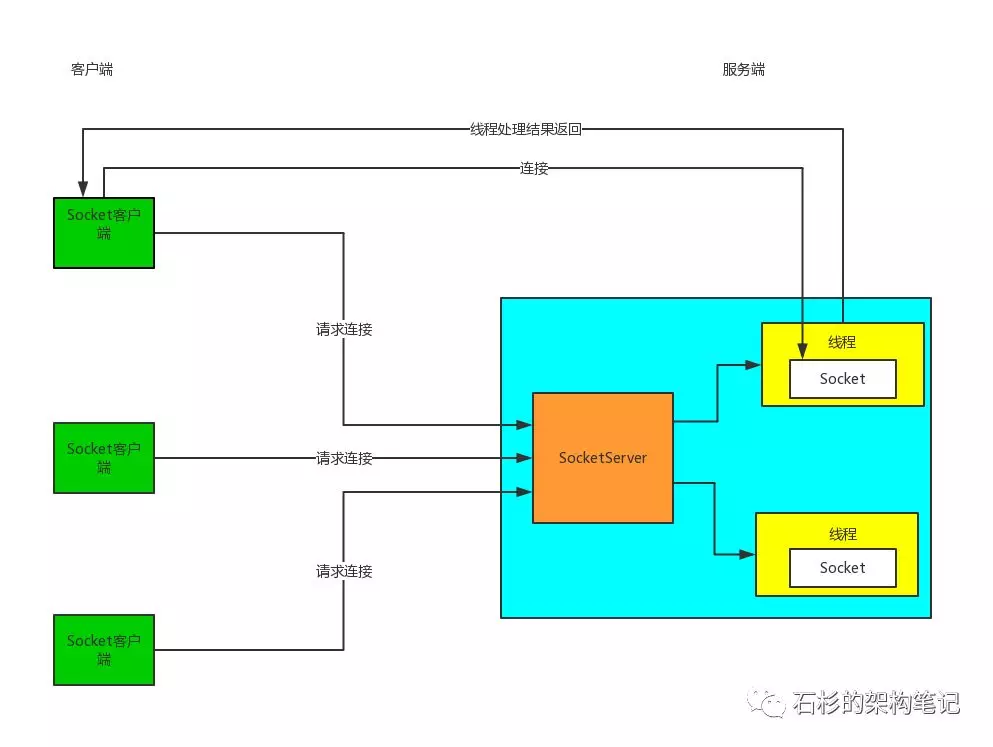 客户端
服务端
线程处理结果返回
连接
Socket客户
端
请求连接
线程
Socket
Socket客户
端
请求连接
SocketServer
线程
Socket
请求连接
Socket客户
端
石杉的架构笔记